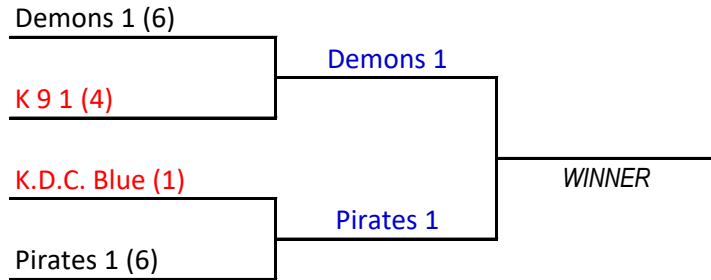 Demons 1 (6)
Demons 1
K 9 1 (4)
K.D.C. Blue (1)
WINNER
Pirates 1
Pirates 1 (6)